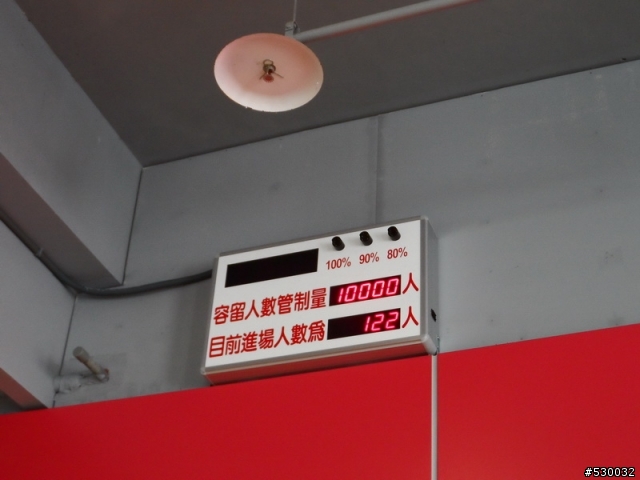 100% 90% 80%
容留人數管制量 10000 人
目前進場人數為 122 人
#530032